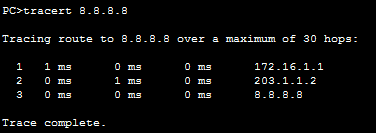 PC>tracert 8.8.8.8
Tracing route to 8.8.8.8 over a maximum of 30 hops:
1 1 ms 0 ms 0 ms 172.16.1.1
2 0 ms 1 ms 0 ms 203.1.1.2
3 0 ms 0 ms 0 ms 8.8.8.8
Trace complete.